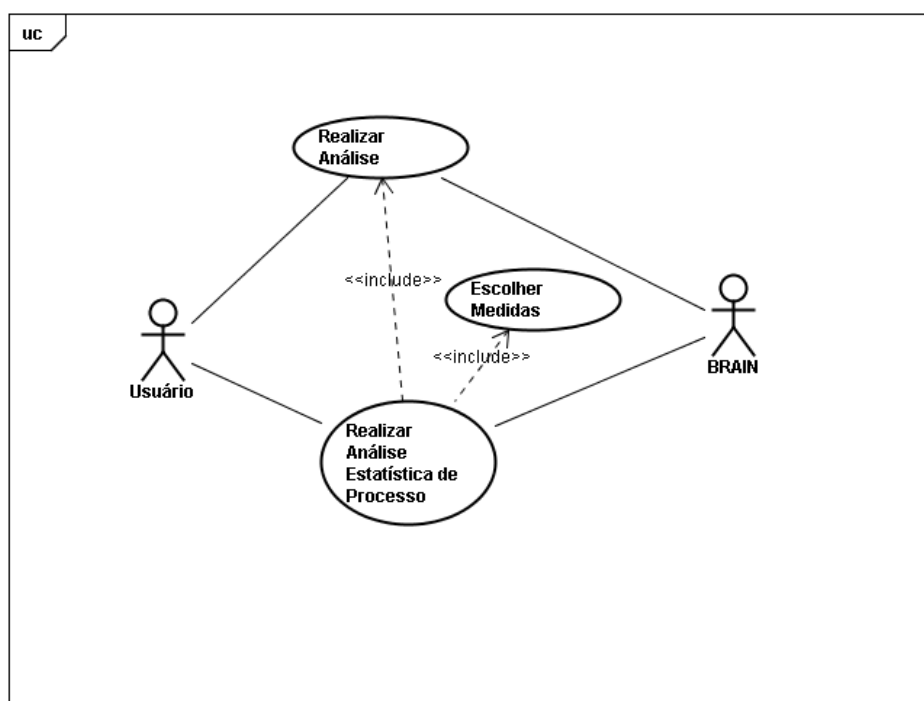 uc
Realizar
Análise
<<include>>
Escolher
Medidas
<<include>>
Usuário
BRAIN
Realizar
Análise
Estatística de
Processo